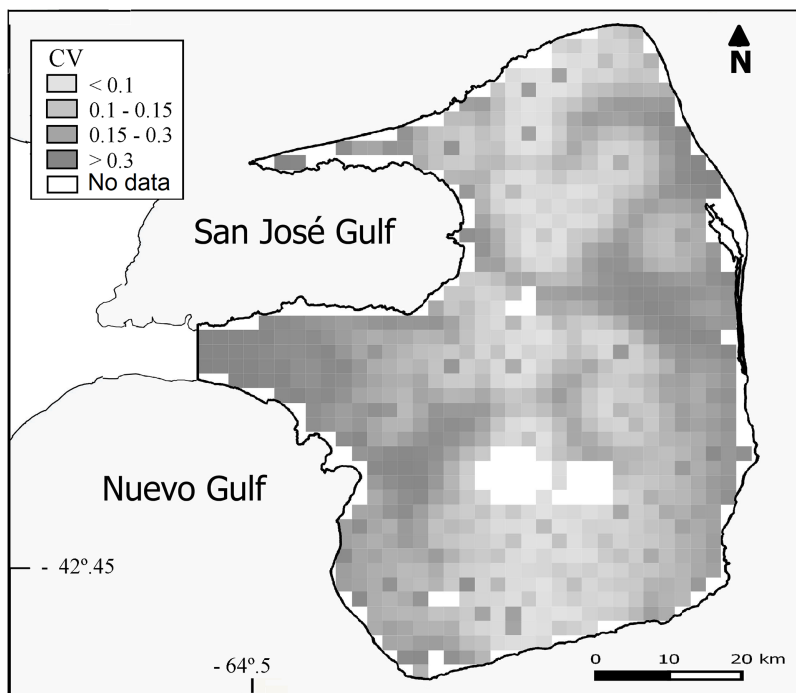 CV
< 0.1
0.1 - 0.15
0.15 - 0.3
> 0.3
No data
N
San José Gulf
Nuevo Gulf
- 42º.45
- 64º.5
0 10 20 km